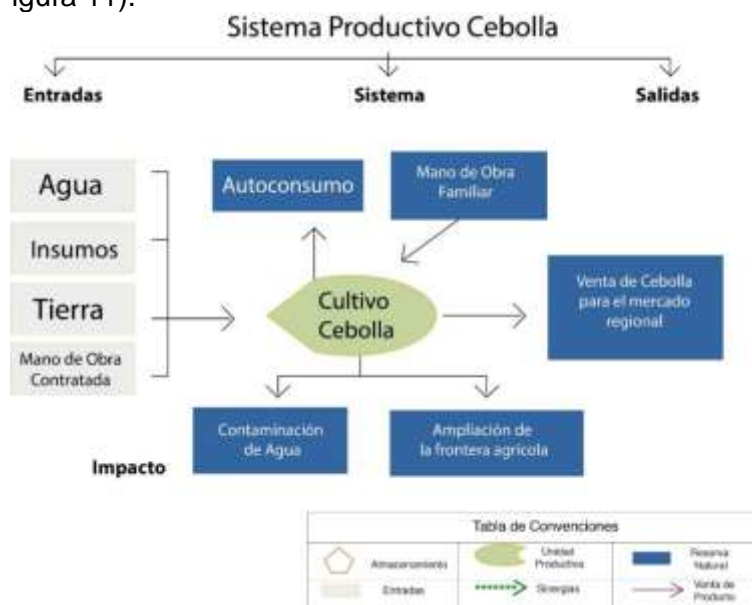 igura 11).
Sistema Productivo Cebolla
Entradas
Sistema
Salidas
Agua
Insumos
Tierra
Mano de Obra
Contratada
Autoconsumo
Mano de Obra
Familiar
Cultivo
Cebolla
Venta de Cebolla
para el mercado
regional
Contaminación
de Agua
Ampliación de
la frontera agrícola
Impacto
Tabla de Convenciones
Almacenamiento
Unidad
Productiva
Reserva
Natural
Entradas
Sinergias
Venta de
Producto